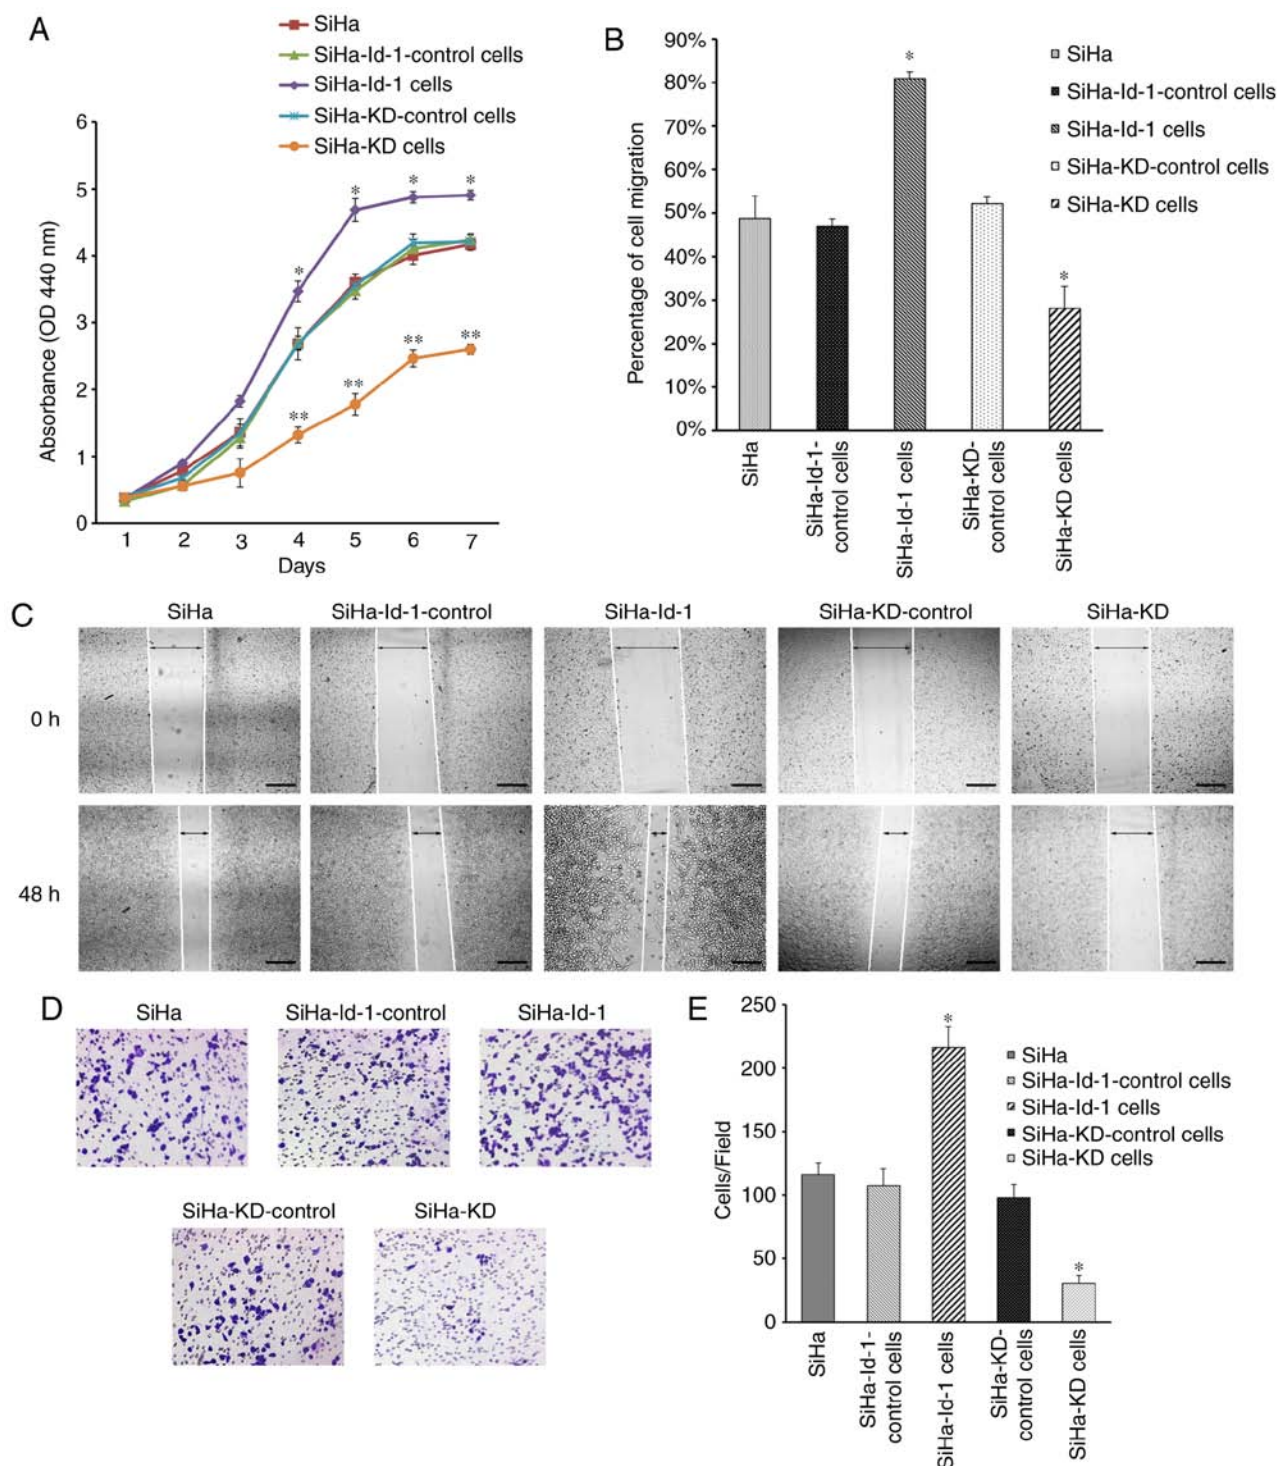 A
SiHa
SiHa-Id-1-control cells
SiHa-Id-1 cells
SiHa-KD-control cells
SiHa-KD cells
Absorbance (OD 440 nm)
6
5
4
3
2
1
0
* * *
*
** **
**
**
1 2 3 4 5 6 7
Days
B
Percentage of cell migration
90%
80%
70%
60%
50%
40%
30%
20%
10%
0%
*
*
SiHa
SiHa-Id-1-
control cells
SiHa-Id-1 cells
SiHa-KD-
control cells
SiHa-KD cells
SiHa
SiHa-Id-1-control cells
SiHa-Id-1 cells
SiHa-KD-control cells
SiHa-KD cells
C
SiHa SiHa-Id-1-control SiHa-Id-1 SiHa-KD-control SiHa-KD
0 h
48 h
D
SiHa SiHa-Id-1-control SiHa-Id-1
SiHa-KD-control SiHa-KD
E
Cells/Field
250
200
150
100
50
0
*
*
SiHa
SiHa-Id-1-
control cells
SiHa-Id-1 cells
SiHa-KD-
control cells
SiHa-KD cells
SiHa
SiHa-Id-1-control cells
SiHa-Id-1 cells
SiHa-KD-control cells
SiHa-KD cells